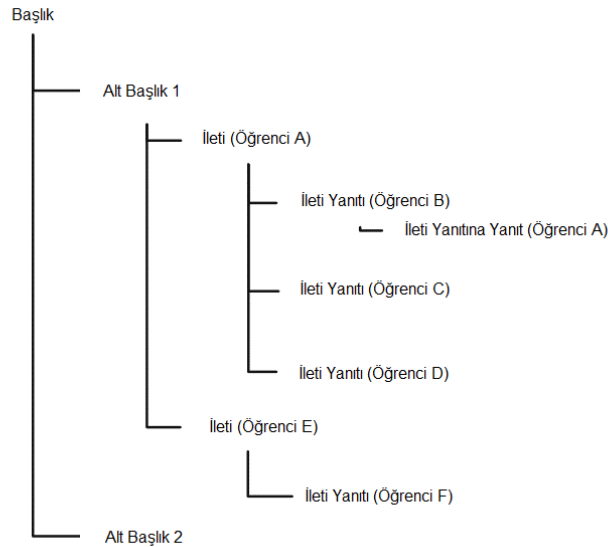 Başlık
Alt Başlık 1
İleti (Öğrenci A)
İleti Yanıtı (Öğrenci B)
İleti Yanıtına Yanıt (Öğrenci A)
İleti Yanıtı (Öğrenci C)
İleti Yanıtı (Öğrenci D)
İleti (Öğrenci E)
İleti Yanıtı (Öğrenci F)
Alt Başlık 2